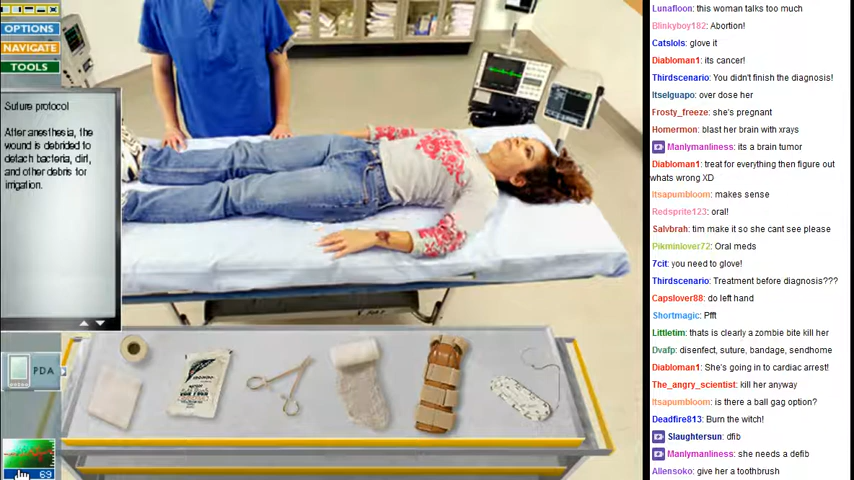 OPTIONS
NAVIGATE
TOOLS
Suture protocol
After anesthesia, the
wound is debrided to
detach bacteria, dirt,
and other debris for
irrigation.
PDA
69
Lunafloon: this woman talks too much
Blinkyboy182: Abortion!
Catslols: glove it
Diabloman1: its cancer!
Thirdscenario: You didn't finish the diagnosis!
Itselguapo: over dose her
Frosty_freeze: she's pregnant
Homermon: blast her brain with xrays
Manlymanliness: its a brain tumor
Diabloman1: treat for everything then figure out
whats wrong XD
Itsapumbloom: makes sense
Redsprite123: oral!
Salvbrah: tim make it so she cant see please
Pikminlover72: Oral meds
7cit: you need to glove!
Thirdscenario: Treatment before diagnosis???
Capslover88: do left hand
Shortmagic: Pfft
Littletim: thats is clearly a zombie bite kill her
Dvafp: disenfect, suture, bandage, sendhome
Diabloman1: She's going in to cardiac arrest!
The_angry_scientist: kill her anyway
Itsapumbloom: is there a ball gag option?
Deadfire813: Burn the witch!
Slaughtersun: dfib
Manlymanliness: she needs a defib
Allensoko: give her a toothbrush